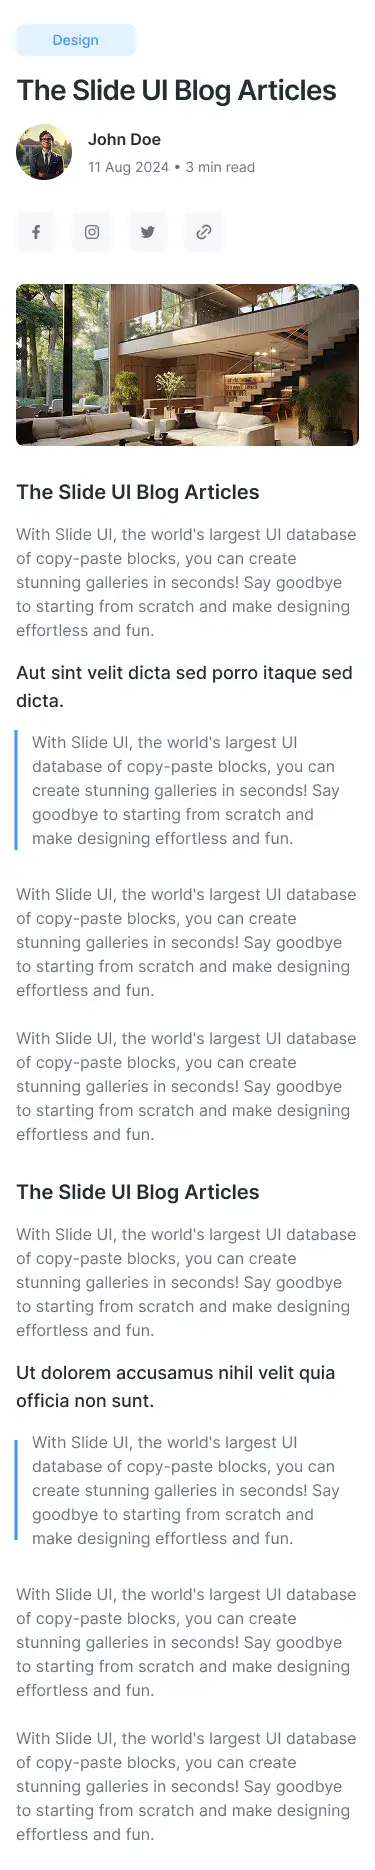 Design
The Slide UI Blog Articles
John Doe
11 Aug 2024 • 3 min read
The Slide UI Blog Articles
With Slide UI, the world's largest UI database
of copy-paste blocks, you can create
stunning galleries in seconds! Say goodbye
to starting from scratch and make designing
effortless and fun.
Aut sint velit dicta sed porro itaque sed
dicta.
With Slide UI, the world's largest UI
database of copy-paste blocks, you can
create stunning galleries in seconds! Say
goodbye to starting from scratch and
make designing effortless and fun.
With Slide UI, the world's largest UI database
of copy-paste blocks, you can create
stunning galleries in seconds! Say goodbye
to starting from scratch and make designing
effortless and fun.
With Slide UI, the world's largest UI database
of copy-paste blocks, you can create
stunning galleries in seconds! Say goodbye
to starting from scratch and make designing
effortless and fun.
The Slide UI Blog Articles
With Slide UI, the world's largest UI database
of copy-paste blocks, you can create
stunning galleries in seconds! Say goodbye
to starting from scratch and make designing
effortless and fun.
Ut dolorem accusamus nihil velit quia
officia non sunt.
With Slide UI, the world's largest UI
database of copy-paste blocks, you can
create stunning galleries in seconds! Say
goodbye to starting from scratch and
make designing effortless and fun.
With Slide UI, the world's largest UI database
of copy-paste blocks, you can create
stunning galleries in seconds! Say goodbye
to starting from scratch and make designing
effortless and fun.
With Slide UI, the world's largest UI database
of copy-paste blocks, you can create
stunning galleries in seconds! Say goodbye
to starting from scratch and make designing
effortless and fun.